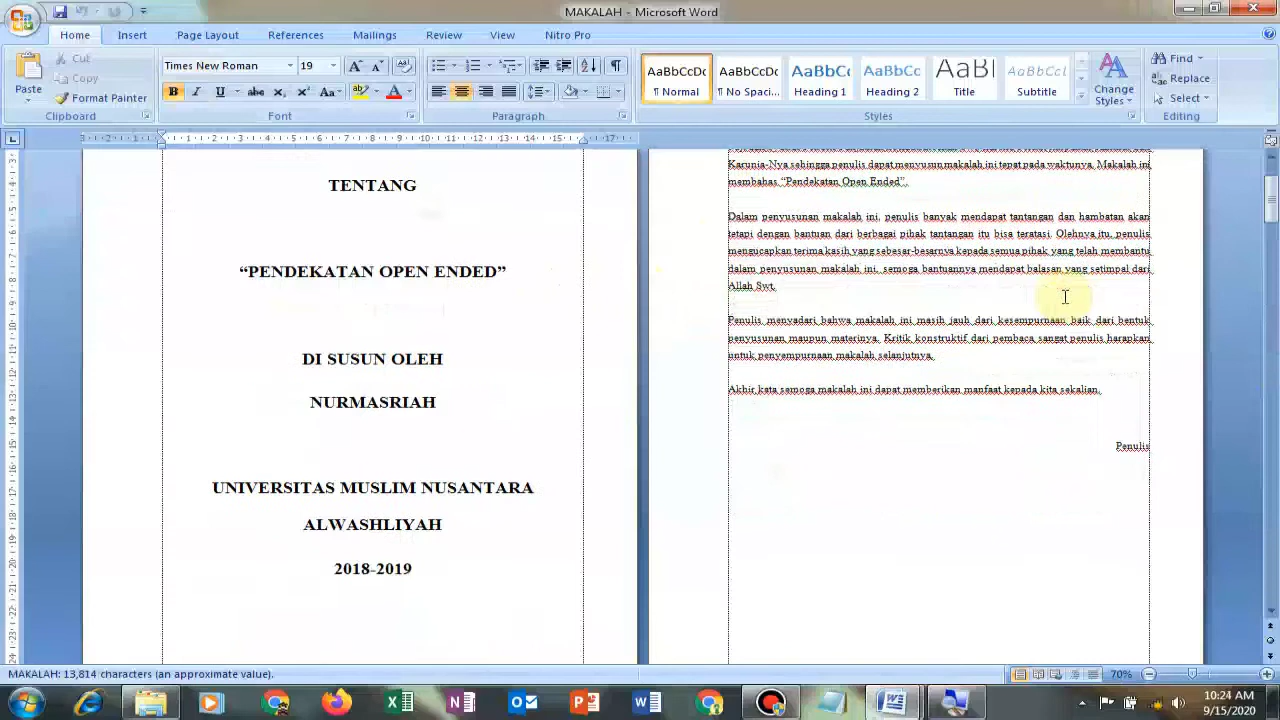 MAKALAH - Microsoft Word
Home Insert Page Layout References Mailings Review View Nitro Pro
Cut
Copy
Format Painter
Paste
Clipboard
Times New Roman 19
Font
Paragraph
AaBbCcDc AaBbCcDc AaBbC AaBbCc AaBl AaBbCcL
¶ Normal ¶ No Spaci... Heading 1 Heading 2 Title Subtitle
Change Styles
Styles
Find
Replace
Select
Editing
TENTANG
“PENDEKATAN OPEN ENDED”
DI SUSUN OLEH
NURMASRIAH
UNIVERSITAS MUSLIM NUSANTARA
ALWASHLIYAH
2018-2019
Karunia-Nya sehingga penulis dapat menyusun makalah ini tepat pada waktunya. Makalah ini
membahas “Pendekatan Open Ended”.
Dalam penyusunan makalah ini, penulis banyak mendapat tantangan dan hambatan akan
tetapi dengan bantuan dari berbagai pihak tantangan itu bisa teratasi. Olehnya itu, penulis
mengucapkan terima kasih yang sebesar-besarnya kepada semua pihak yang telah membantu
dalam penyusunan makalah ini, semoga bantuannya mendapat balasan yang setimpal dari
Allah Swt.
Penulis menyadari bahwa makalah ini masih jauh dari kesempurnaan baik dari bentuk
penyusunan maupun materinya. Kritik konstruktif dari pembaca sangat penulis harapkan
untuk penyempurnaan makalah selanjutnya.
Akhir kata semoga makalah ini dapat memberikan manfaat kepada kita sekalian.
Penulis
MAKALAH: 13,814 characters (an approximate value).
70%
10:24 AM
9/15/2020